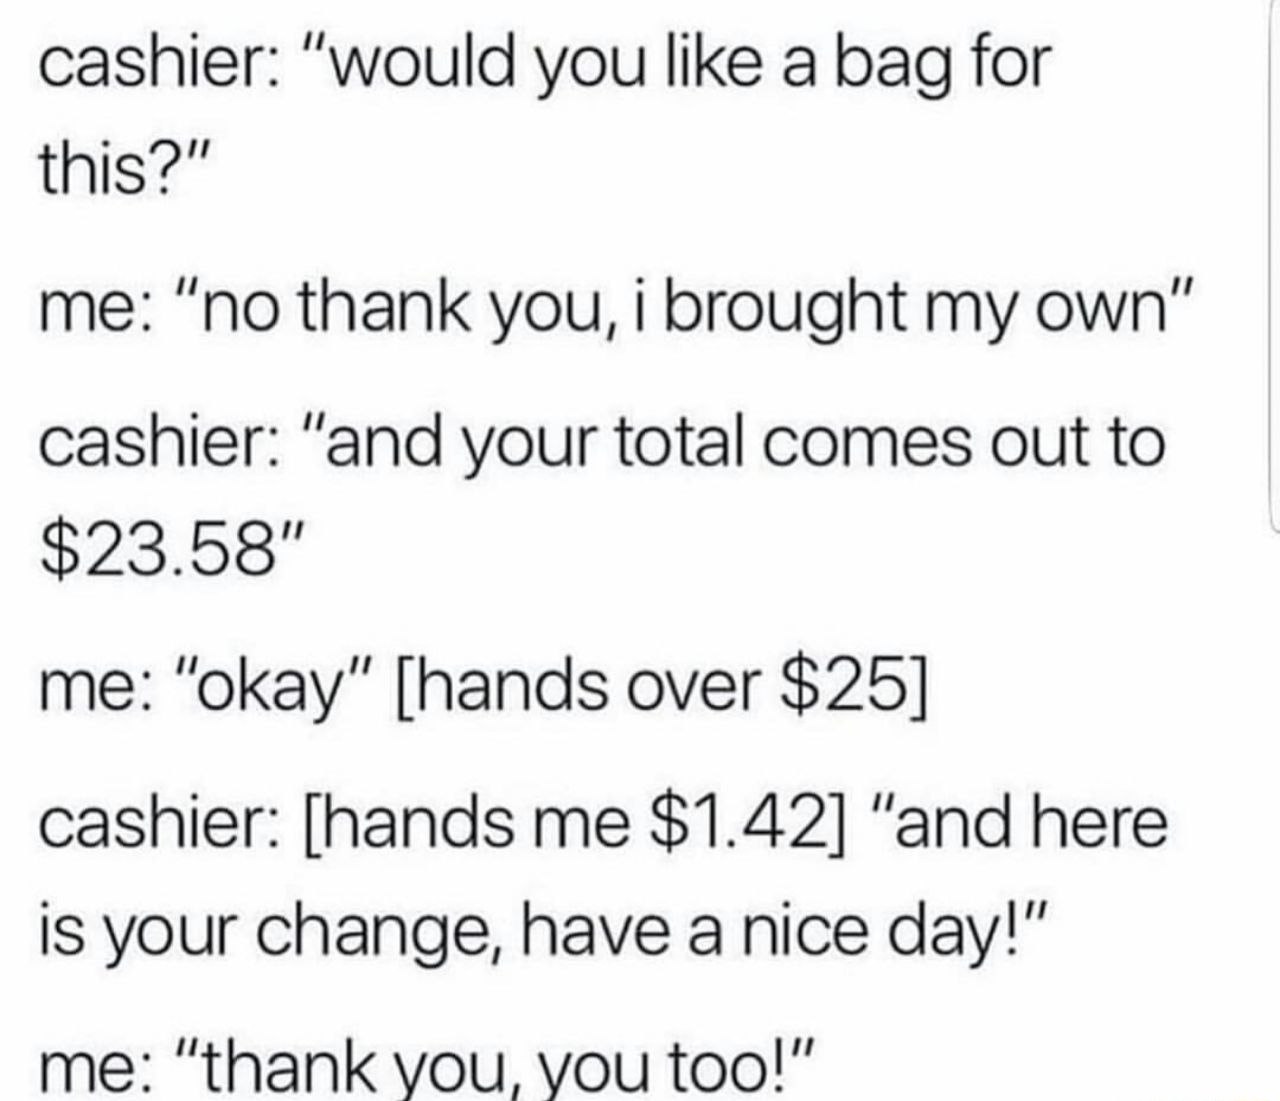 cashier: "would you like a bag for
this?"
me: "no thank you, i brought my own"
cashier: "and your total comes out to
$23.58"
me: "okay" [hands over $25]
cashier: [hands me $1.42] "and here
is your change, have a nice day!"
me: "thank you, you too!"